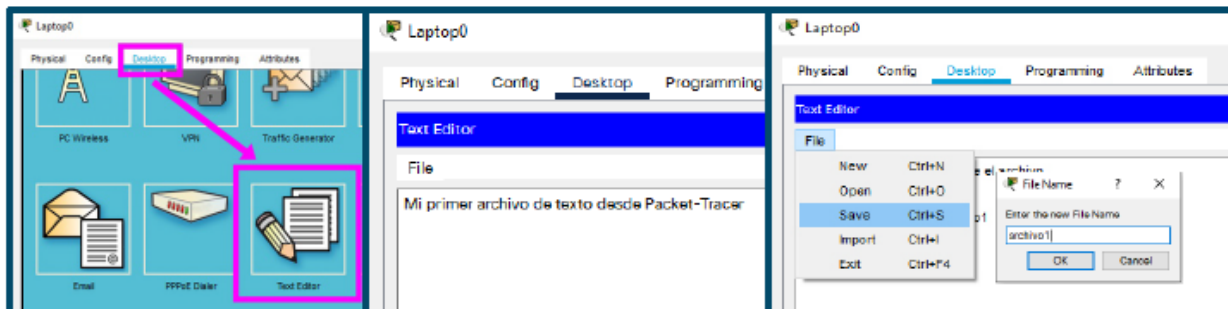 Laptop0
Physical Config Desktop Programming Attributes
PC Wireless VPN Traffic Generator
Email PPPoE Dialer Text Editor
Laptop0
Physical Config Desktop Programming
Text Editor
File
Mi primer archivo de texto desde Packet-Tracer
Laptop0
Physical Config Desktop Programming Attributes
Text Editor
File
New Ctrl+N
Open Ctrl+O
Save Ctrl+S
Import Ctrl+I
Exit Ctrl+F4
el archivo
File Name ? X
Enter the new File Name
archivo1
OK Cancel